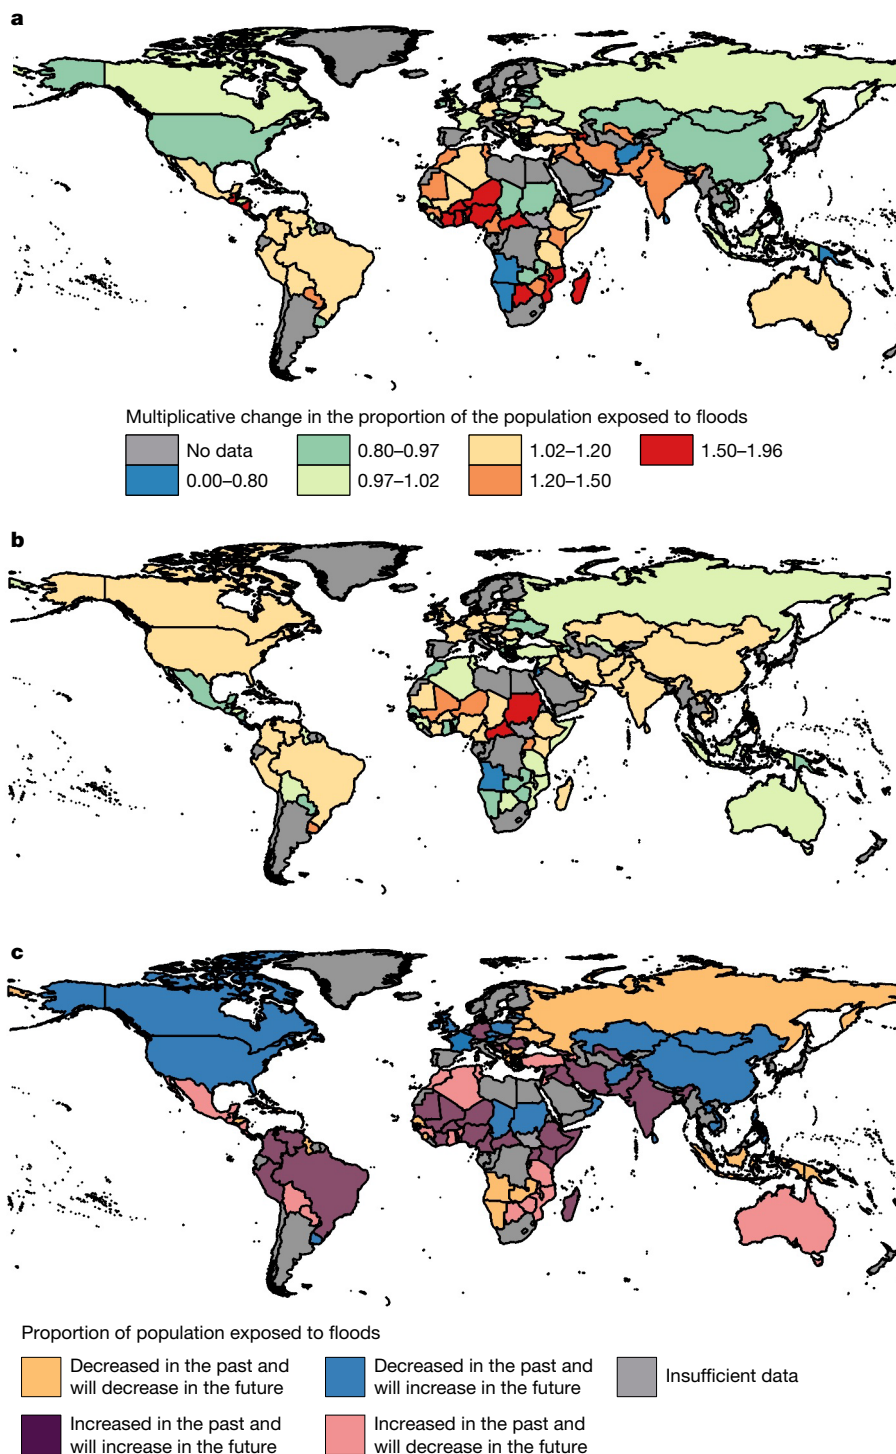 a
Multiplicative change in the proportion of the population exposed to floods
No data
0.80–0.97
1.02–1.20
1.50–1.96
0.00–0.80
0.97–1.02
1.20–1.50
b
c
Proportion of population exposed to floods
Decreased in the past and
will decrease in the future
Decreased in the past and
will increase in the future
Insufficient data
Increased in the past and
will increase in the future
Increased in the past and
will decrease in the future